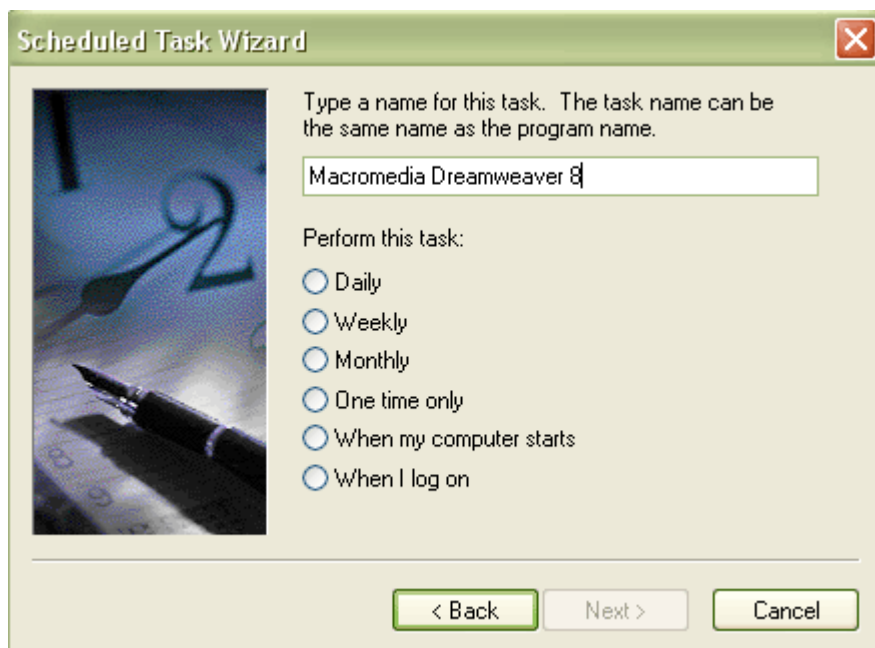 Scheduled Task Wizard
Type a name for this task. The task name can be
the same name as the program name.
Macromedia Dreamweaver 8
Perform this task:
Daily
Weekly
Monthly
One time only
When my computer starts
When I log on
< Back Next > Cancel